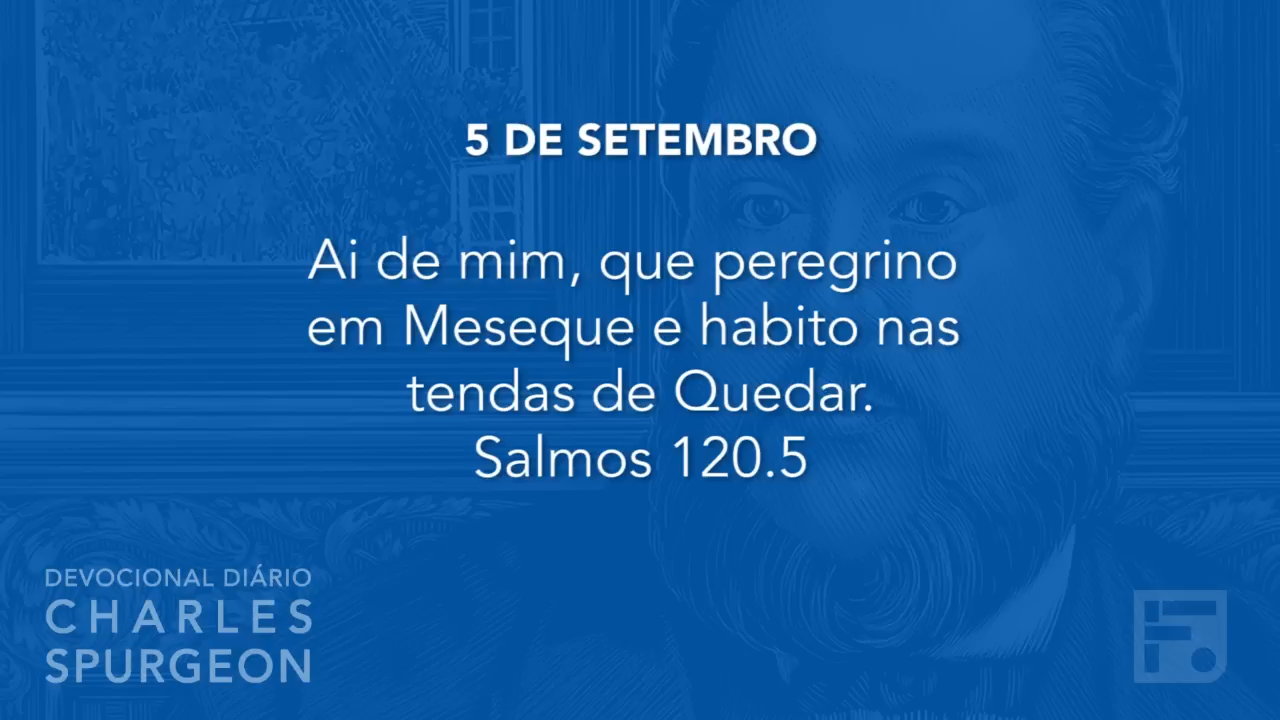 5 DE SETEMBRO
Ai de mim, que peregrino
em Meseque e habito nas
tendas de Quedar.
Salmos 120.5
DEVOCIONAL DIÁRIO
CHARLES
SPURGEON